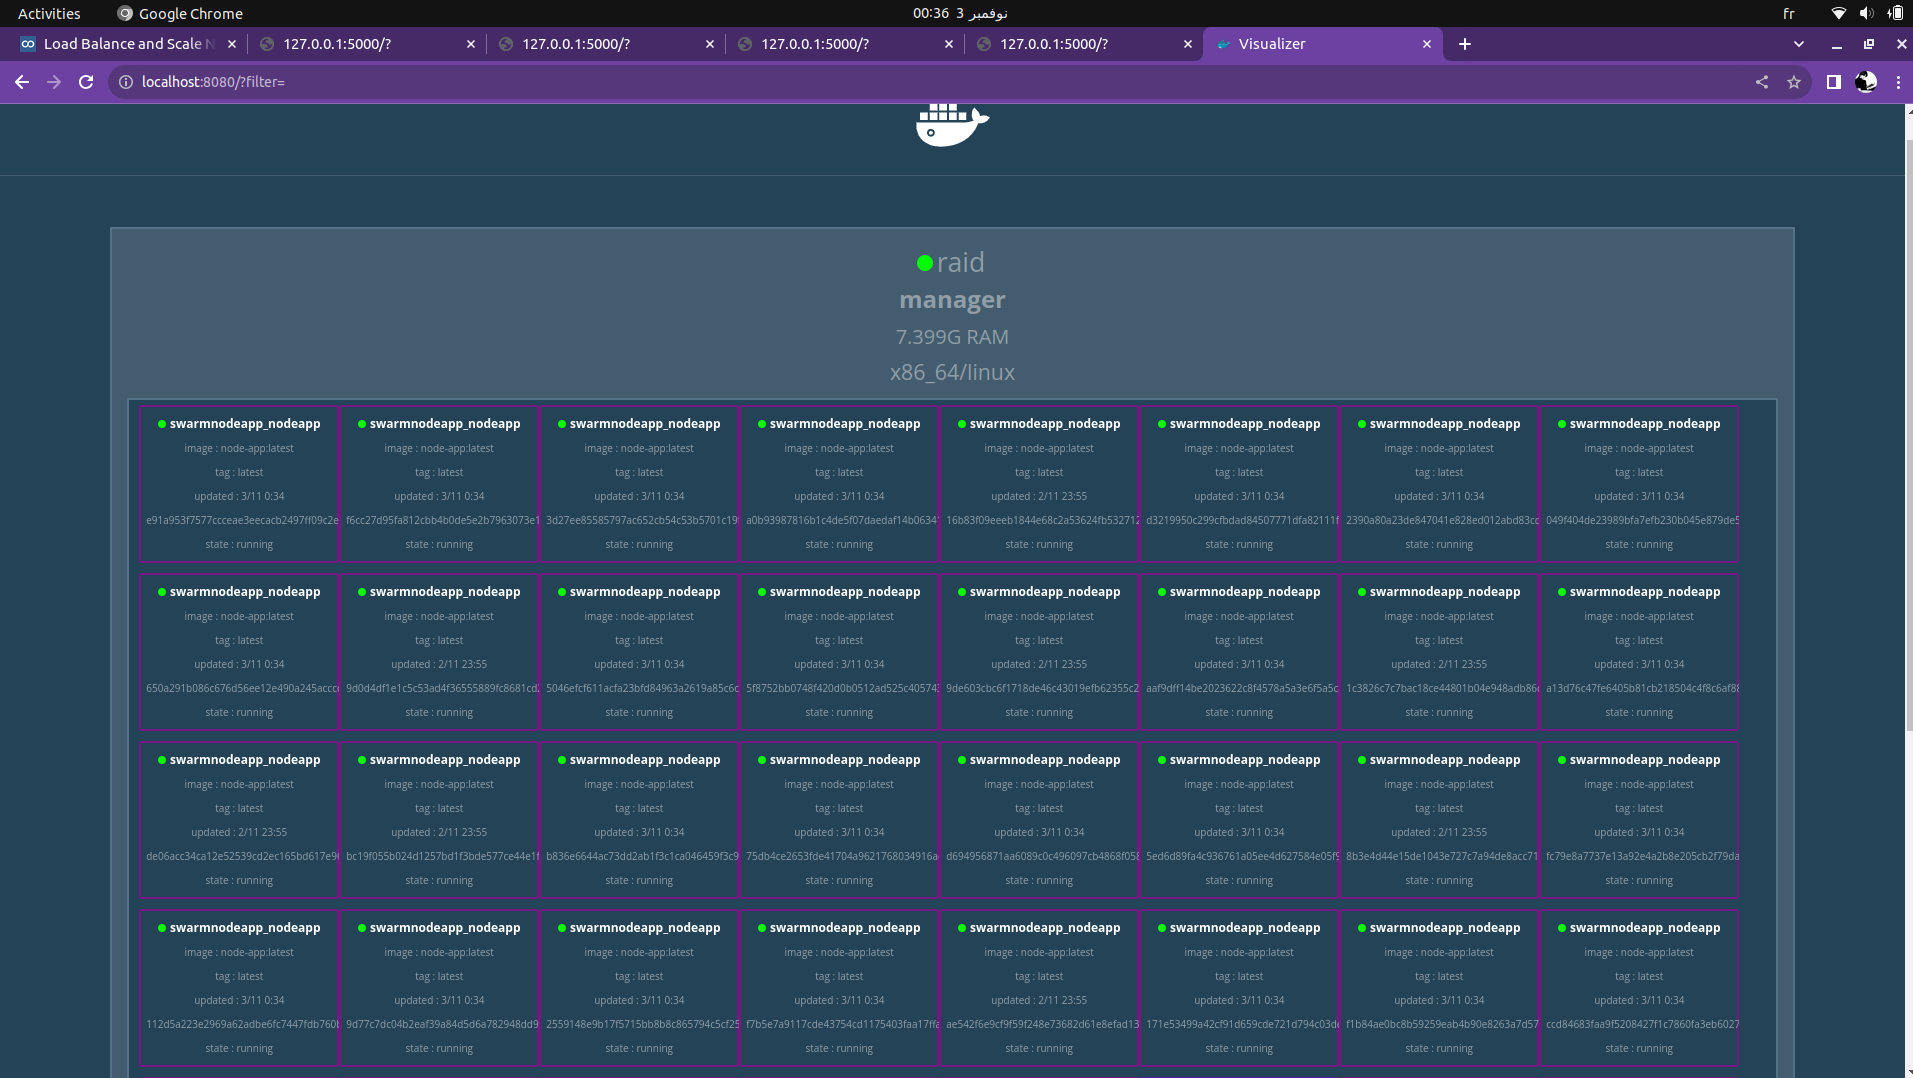 Activities Google Chrome 00:36 3 نوفمبر fr
Load Balance and Scale N 127.0.0.1:5000/? 127.0.0.1:5000/? 127.0.0.1:5000/? 127.0.0.1:5000/? Visualizer
localhost:8080/?filter=
raid
manager
7.399G RAM
x86_64/linux
swarmnodeapp_nodeapp swarmnodeapp_nodeapp swarmnodeapp_nodeapp swarmnodeapp_nodeapp swarmnodeapp_nodeapp swarmnodeapp_nodeapp swarmnodeapp_nodeapp swarmnodeapp_nodeapp
image : node-app:latest image : node-app:latest image : node-app:latest image : node-app:latest image : node-app:latest image : node-app:latest image : node-app:latest image : node-app:latest
tag : latest tag : latest tag : latest tag : latest tag : latest tag : latest tag : latest tag : latest
updated : 3/11 0:34 updated : 3/11 0:34 updated : 3/11 0:34 updated : 3/11 0:34 updated : 2/11 23:55 updated : 3/11 0:34 updated : 3/11 0:34 updated : 3/11 0:34
e91a953f7577ccceae3eecacb2497ff09c2e f6cc27d95fa812cbb4b0de5e2b7963073e1 3d27ee85585797ac652cb54c53b5701c19 a0b93987816b1c4de5f07daedaf14b0634 16b83f09eeeb1844e68c2a53624fb532712 d3219950c299cfbdad84507771dfa82111f 2390a80a23de847041e828ed012abd83cc 049f404de23989bfa7efb230b045e879de5
state : running state : running state : running state : running state : running state : running state : running state : running
swarmnodeapp_nodeapp swarmnodeapp_nodeapp swarmnodeapp_nodeapp swarmnodeapp_nodeapp swarmnodeapp_nodeapp swarmnodeapp_nodeapp swarmnodeapp_nodeapp swarmnodeapp_nodeapp
image : node-app:latest image : node-app:latest image : node-app:latest image : node-app:latest image : node-app:latest image : node-app:latest image : node-app:latest image : node-app:latest
tag : latest tag : latest tag : latest tag : latest tag : latest tag : latest tag : latest tag : latest
updated : 3/11 0:34 updated : 2/11 23:55 updated : 3/11 0:34 updated : 3/11 0:34 updated : 2/11 23:55 updated : 3/11 0:34 updated : 2/11 23:55 updated : 3/11 0:34
650a291b086c676d56ee12e490a245accc 9d0d4df1e1c5c53ad4f36555889fc8681cd2 5046efcf611acfa23bfd84963a2619a85c6c 5f8752bb0748f420d0b0512ad525c40574 9de603cbc6f1718de46c43019efb62355c2 aaf9dff14be2023622c8f4578a5a3e6f5a5c 1c3826c7c7bac18ce44801b04e948adb86 a13d76c47fe6405b81cb218504c4f8c6af88
state : running state : running state : running state : running state : running state : running state : running state : running
swarmnodeapp_nodeapp swarmnodeapp_nodeapp swarmnodeapp_nodeapp swarmnodeapp_nodeapp swarmnodeapp_nodeapp swarmnodeapp_nodeapp swarmnodeapp_nodeapp swarmnodeapp_nodeapp
image : node-app:latest image : node-app:latest image : node-app:latest image : node-app:latest image : node-app:latest image : node-app:latest image : node-app:latest image : node-app:latest
tag : latest tag : latest tag : latest tag : latest tag : latest tag : latest tag : latest tag : latest
updated : 2/11 23:55 updated : 2/11 23:55 updated : 3/11 0:34 updated : 3/11 0:34 updated : 3/11 0:34 updated : 3/11 0:34 updated : 2/11 23:55 updated : 3/11 0:34
de06acc34ca12e52539cd2ec165bd617e9 bc19f055b024d1257bd1f3bde577ce44e1f b836e6644ac73dd2ab1f3c1ca046459f3c9 75db4ce2653fde41704a9621768034916a d694956871aa6089c0c496097cb4868f058 5ed6d89fa4c936761a05ee4d627584e05f9 8b3e4d44e15de1043e727c7a94de8acc71 fc79e8a7737e13a92e4a2b8e205cb2f79da
state : running state : running state : running state : running state : running state : running state : running state : running
swarmnodeapp_nodeapp swarmnodeapp_nodeapp swarmnodeapp_nodeapp swarmnodeapp_nodeapp swarmnodeapp_nodeapp swarmnodeapp_nodeapp swarmnodeapp_nodeapp swarmnodeapp_nodeapp
image : node-app:latest image : node-app:latest image : node-app:latest image : node-app:latest image : node-app:latest image : node-app:latest image : node-app:latest image : node-app:latest
tag : latest tag : latest tag : latest tag : latest tag : latest tag : latest tag : latest tag : latest
updated : 3/11 0:34 updated : 3/11 0:34 updated : 3/11 0:34 updated : 3/11 0:34 updated : 2/11 23:55 updated : 3/11 0:34 updated : 3/11 0:34 updated : 3/11 0:34
112d5a223e2969a62adbe6fc7447fdb760b 9d77c7dc04b2eaf39a84d5d6a782948dd9 2559148e9b17f5715bb8b8c865794c5cf25 f7b5e7a9117cde43754cd1175403faa17ffa ae542f6e9cf9f59f248e73682d61e8efad13 171e53499a42cf91d659cde721d794c03d f1b84ae0bc8b59259eab4b90e8263a7d57 ccd84683faa9f5208427f1c7860fa3eb6027
state : running state : running state : running state : running state : running state : running state : running state : running